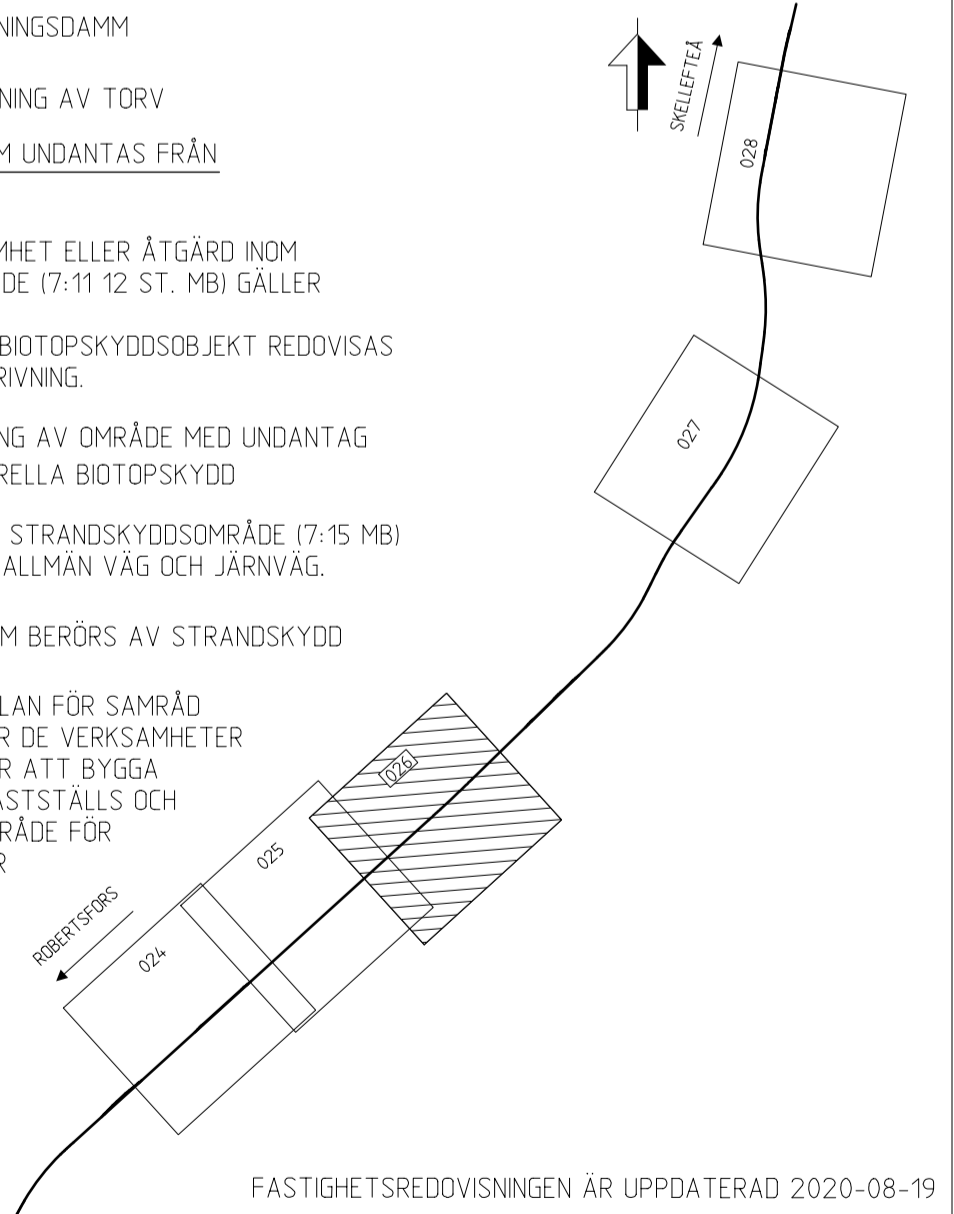 NINGSDAMM
NING AV TORV
M UNDANTAS FRÅN
MHET ELLER ÅTGÄRD INOM
DE (7:11 12 ST. MB) GÄLLER
BIOTOPSKYDDSOBJEKT REDOVISAS
RIVNING.
NG AV OMRÅDE MED UNDANTAG
RELLA BIOTOPSKYDD
STRANDSKYDDSOMRÅDE (7:15 MB)
ALLMÄN VÄG OCH JÄRNVÄG.
M BERÖRS AV STRANDSKYDD
LAN FÖR SAMRÅD
R DE VERKSAMHETER
R ATT BYGGA
ASTSTÄLLS OCH
RÅDE FÖR
R
SKELLEFTEÅ
028
027
026
025
024
ROBERTSFORS
FASTIGHETSREDOVISNINGEN ÄR UPPDATERAD 2020-08-19